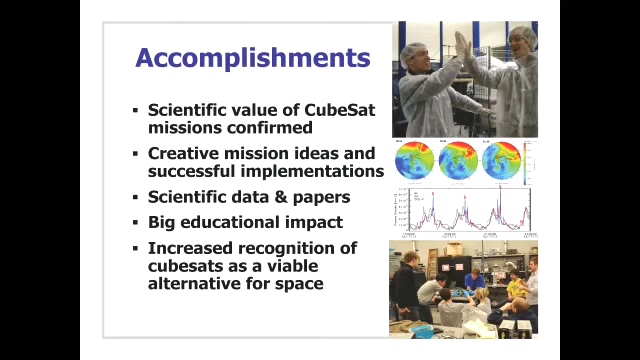 Accomplishments
▪ Scientific value of CubeSat
missions confirmed
▪ Creative mission ideas and
successful implementations
▪ Scientific data & papers
▪ Big educational impact
▪ Increased recognition of
cubesats as a viable
alternative for space